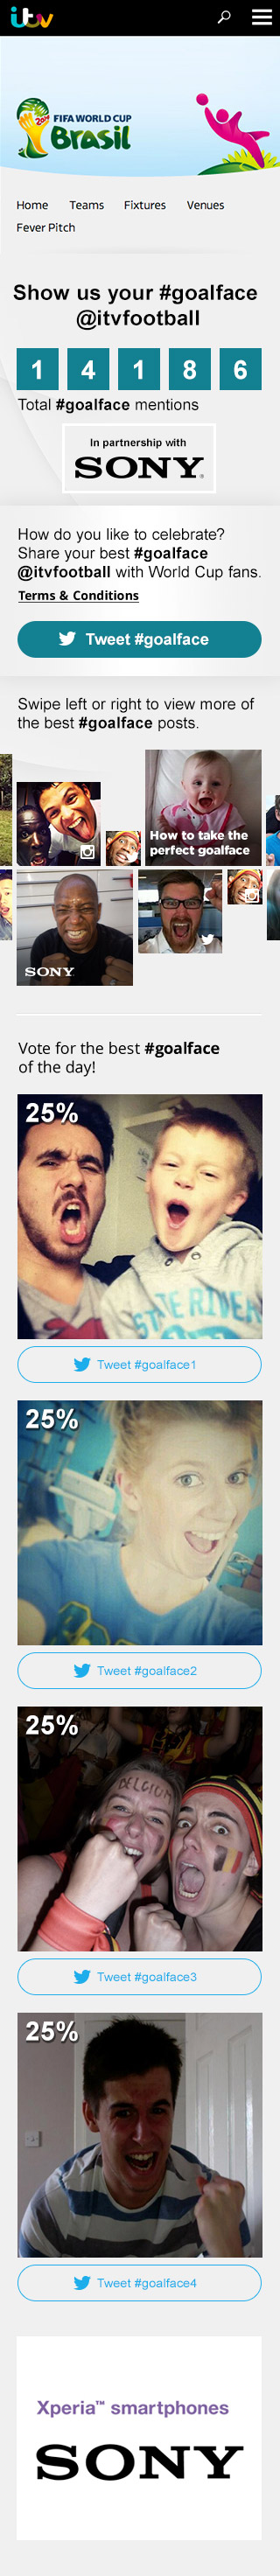 itv
FIFA WORLD CUP
Brasil
Home Teams Fixtures Venues
Fever Pitch
Show us your #goalface
@itvfootball
1 4 1 8 6
Total #goalface mentions
In partnership with
SONY
How do you like to celebrate?
Share your best #goalface
@itvfootball with World Cup fans.
Terms & Conditions
Tweet #goalface
Swipe left or right to view more of
the best #goalface posts.
How to take the
perfect goalface
SONY
Vote for the best #goalface
of the day!
25%
Tweet #goalface1
25%
Tweet #goalface2
25%
BELGIUM
Tweet #goalface3
25%
Tweet #goalface4
Xperia™ smartphones
SONY